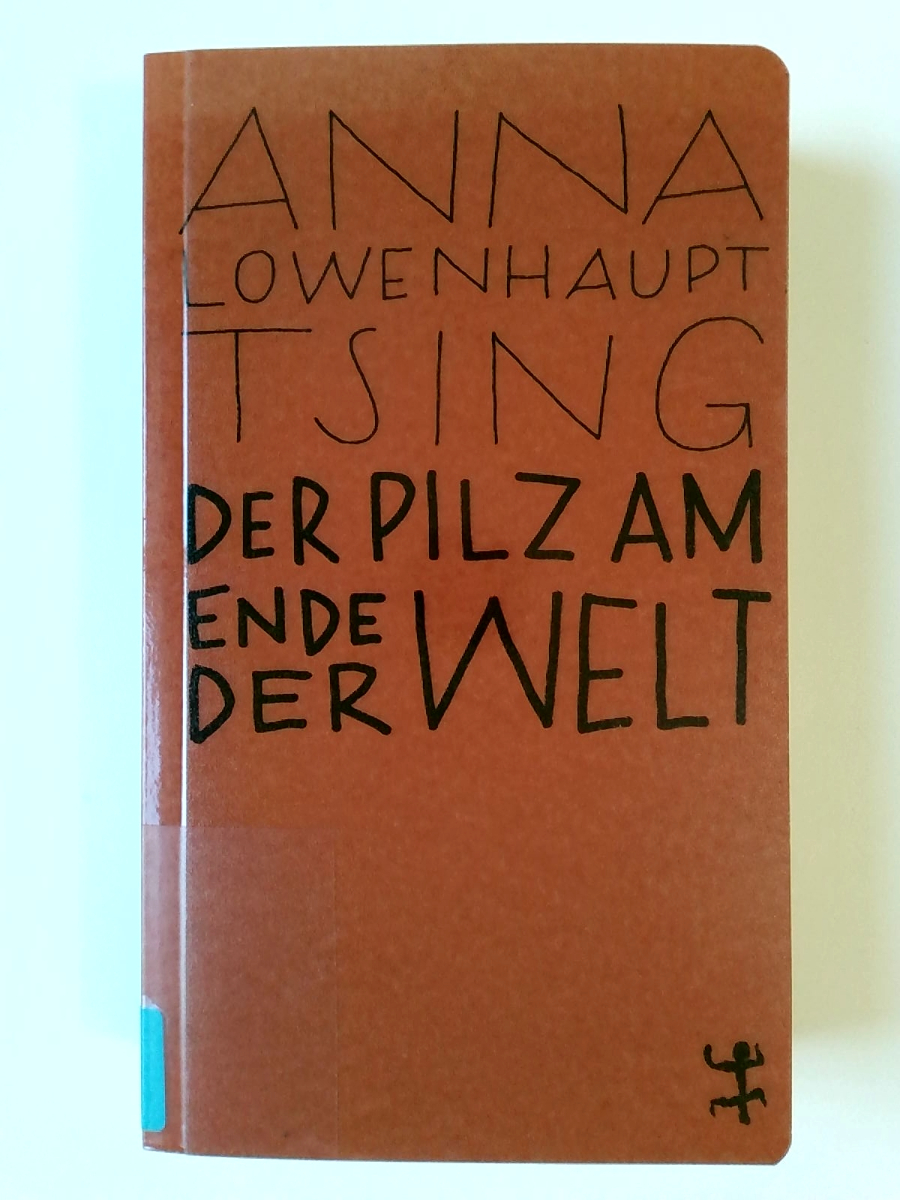 ANNA
LOWENHAUPT
TSING
DER PILZ AM
ENDE
DER WELT